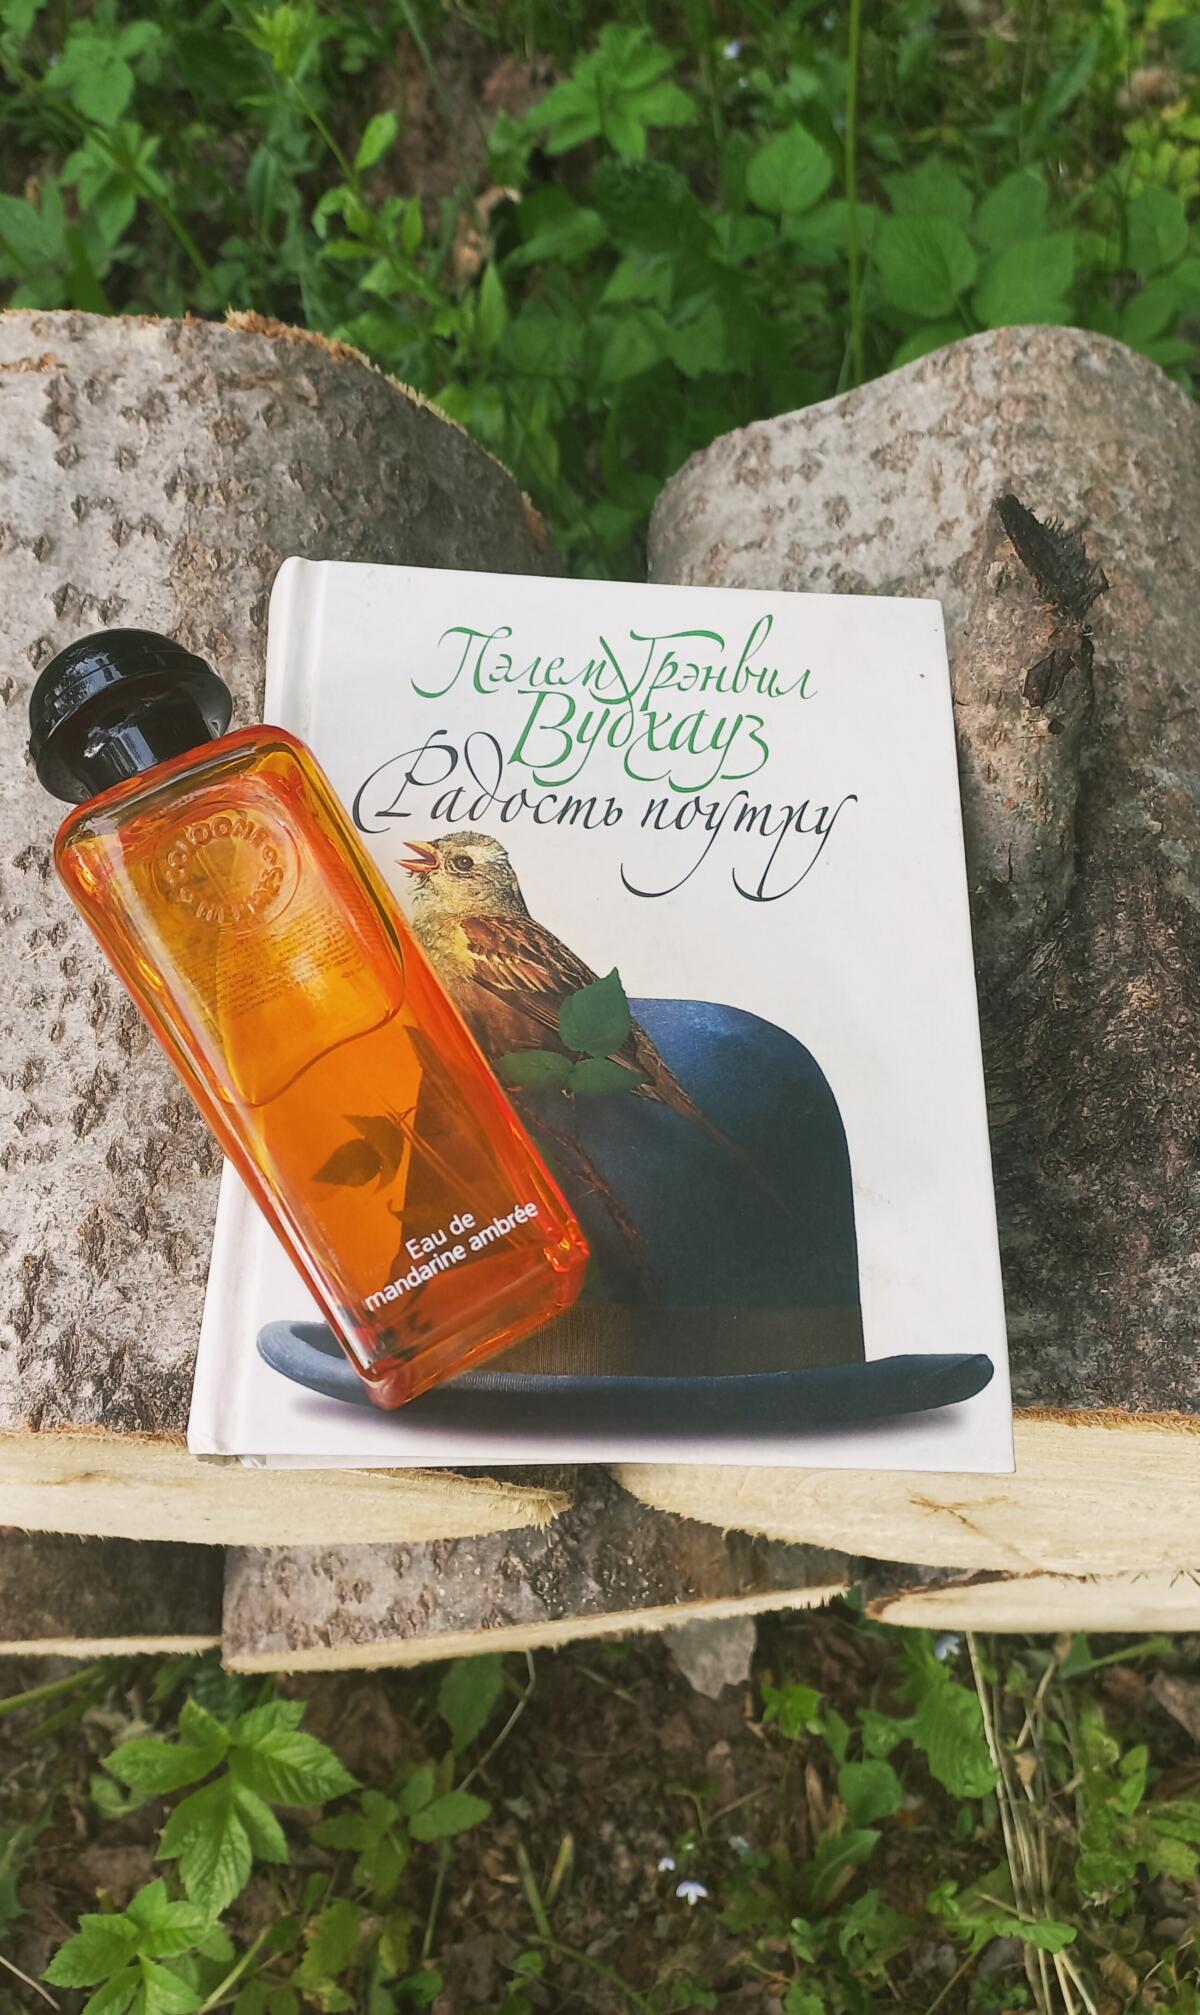 Пэлем Грэнвил
Вудхауз
Радость поутру
Eau de
mandarine ambrée